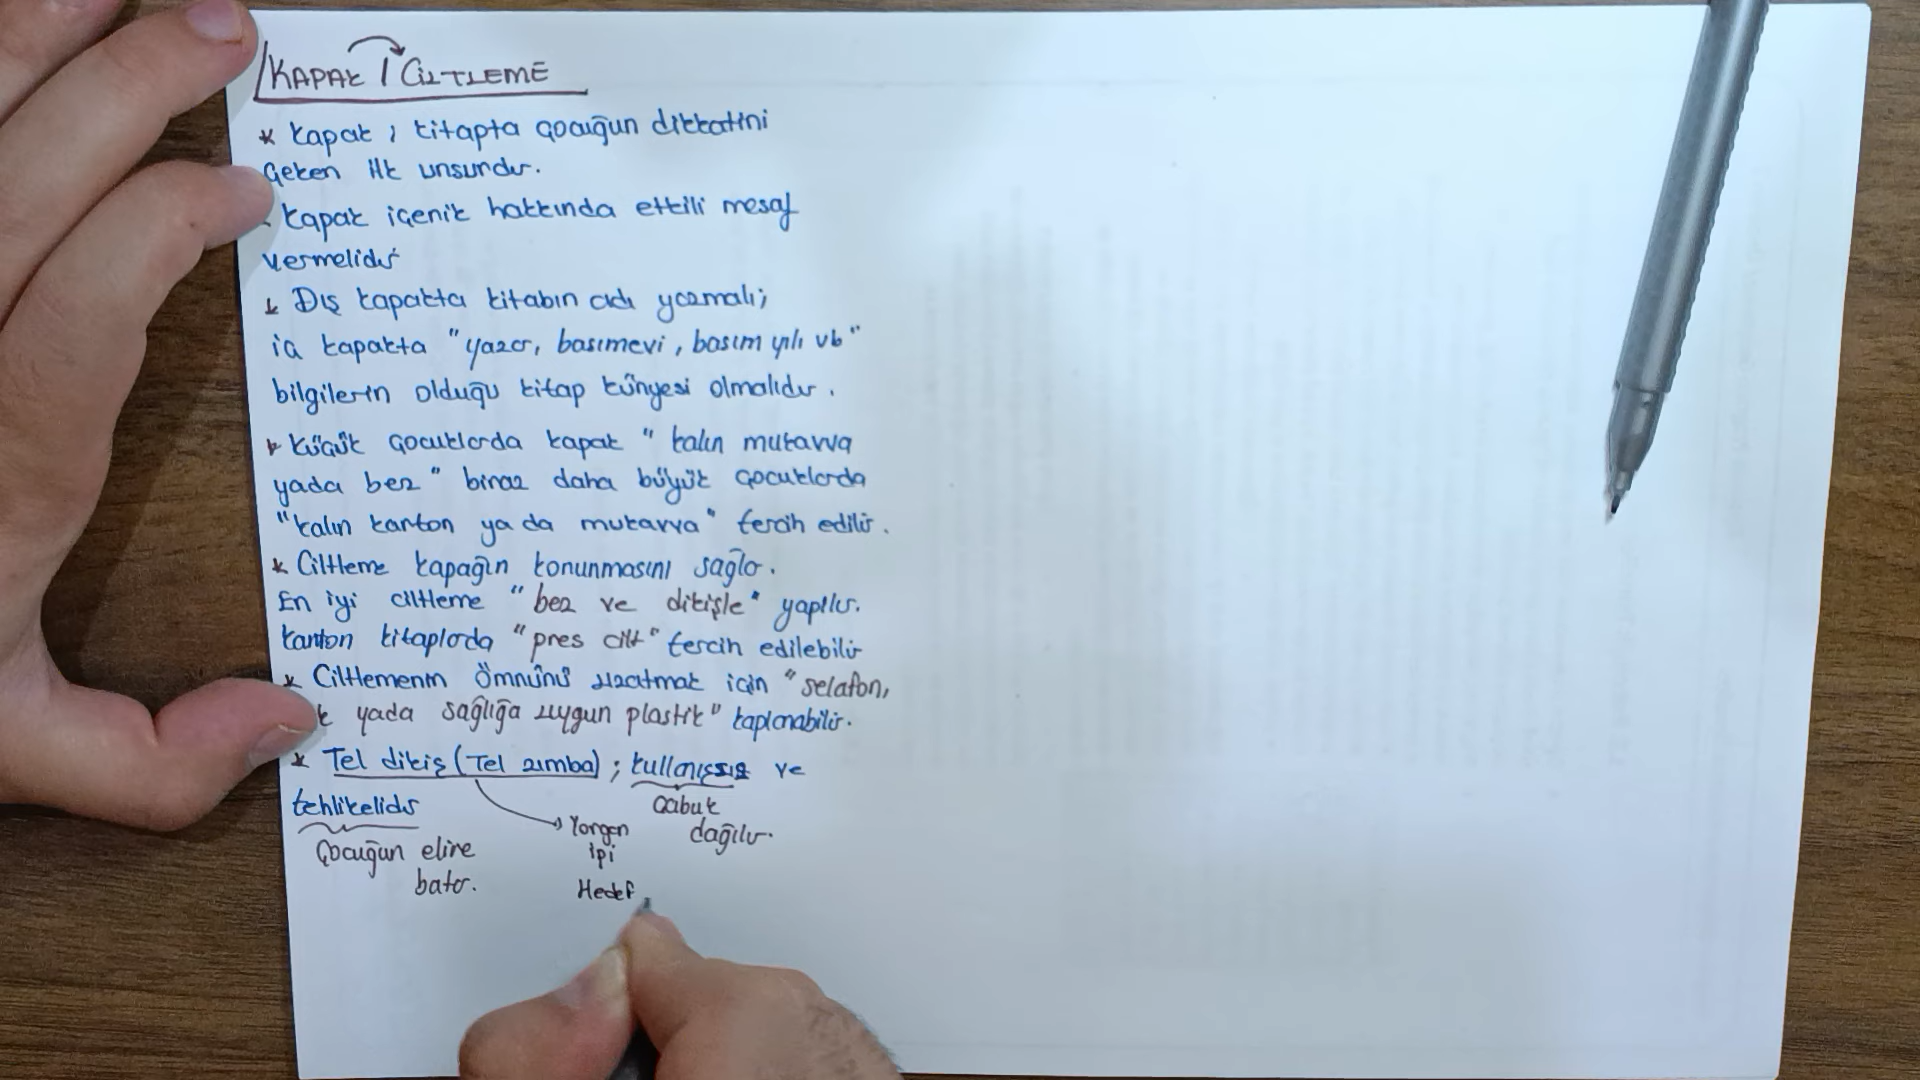 KAPAK / CİLTLEME
* Kapak ; kitapta çocuğun dikkatini
çeken ilk unsurdur.
Kapak içerik hakkında etkili mesaj
vermelidir
* Dış kapakta kitabın adı yazmalı;
iç kapakta "yazar, basımevi, basım yılı vb"
bilgilerin olduğu kitap künyesi olmalıdır.
* Küçük çocuklarda kapak "kalın mukavva
yada bez" biraz daha büyük çocuklarda
"kalın karton ya da mukavva" tercih edilir.
* Ciltleme kapağın korunmasını sağlar.
En iyi ciltleme "bez ve dikişle" yapılır.
Karton kitaplarda "pres cilt" tercih edilebilir
* Ciltlemenin ömrünü uzatmak için "selafon,
yada sağlığa uygun plastik" kaplanabilir.
* Tel dikiş (Tel zımba) ; kullanışsız ve
tehlikelidir
çabuk
dağılır.
Yorgan
ipi
Hedef
Çocuğun eline
batar.